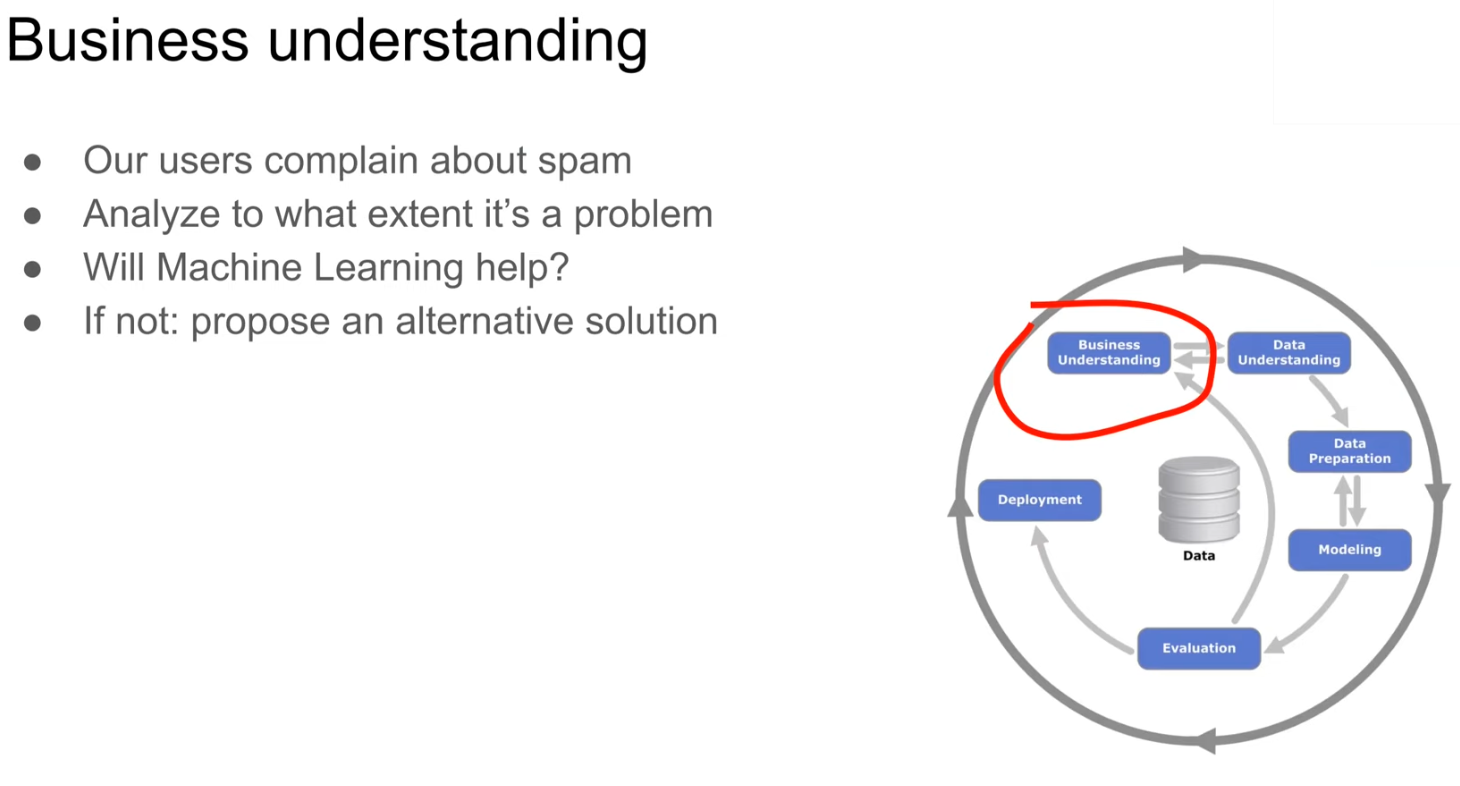 Business understanding
● Our users complain about spam
● Analyze to what extent it’s a problem
● Will Machine Learning help?
● If not: propose an alternative solution
Business
Understanding
Data
Understanding
Data
Preparation
Deployment
Data
Modeling
Evaluation